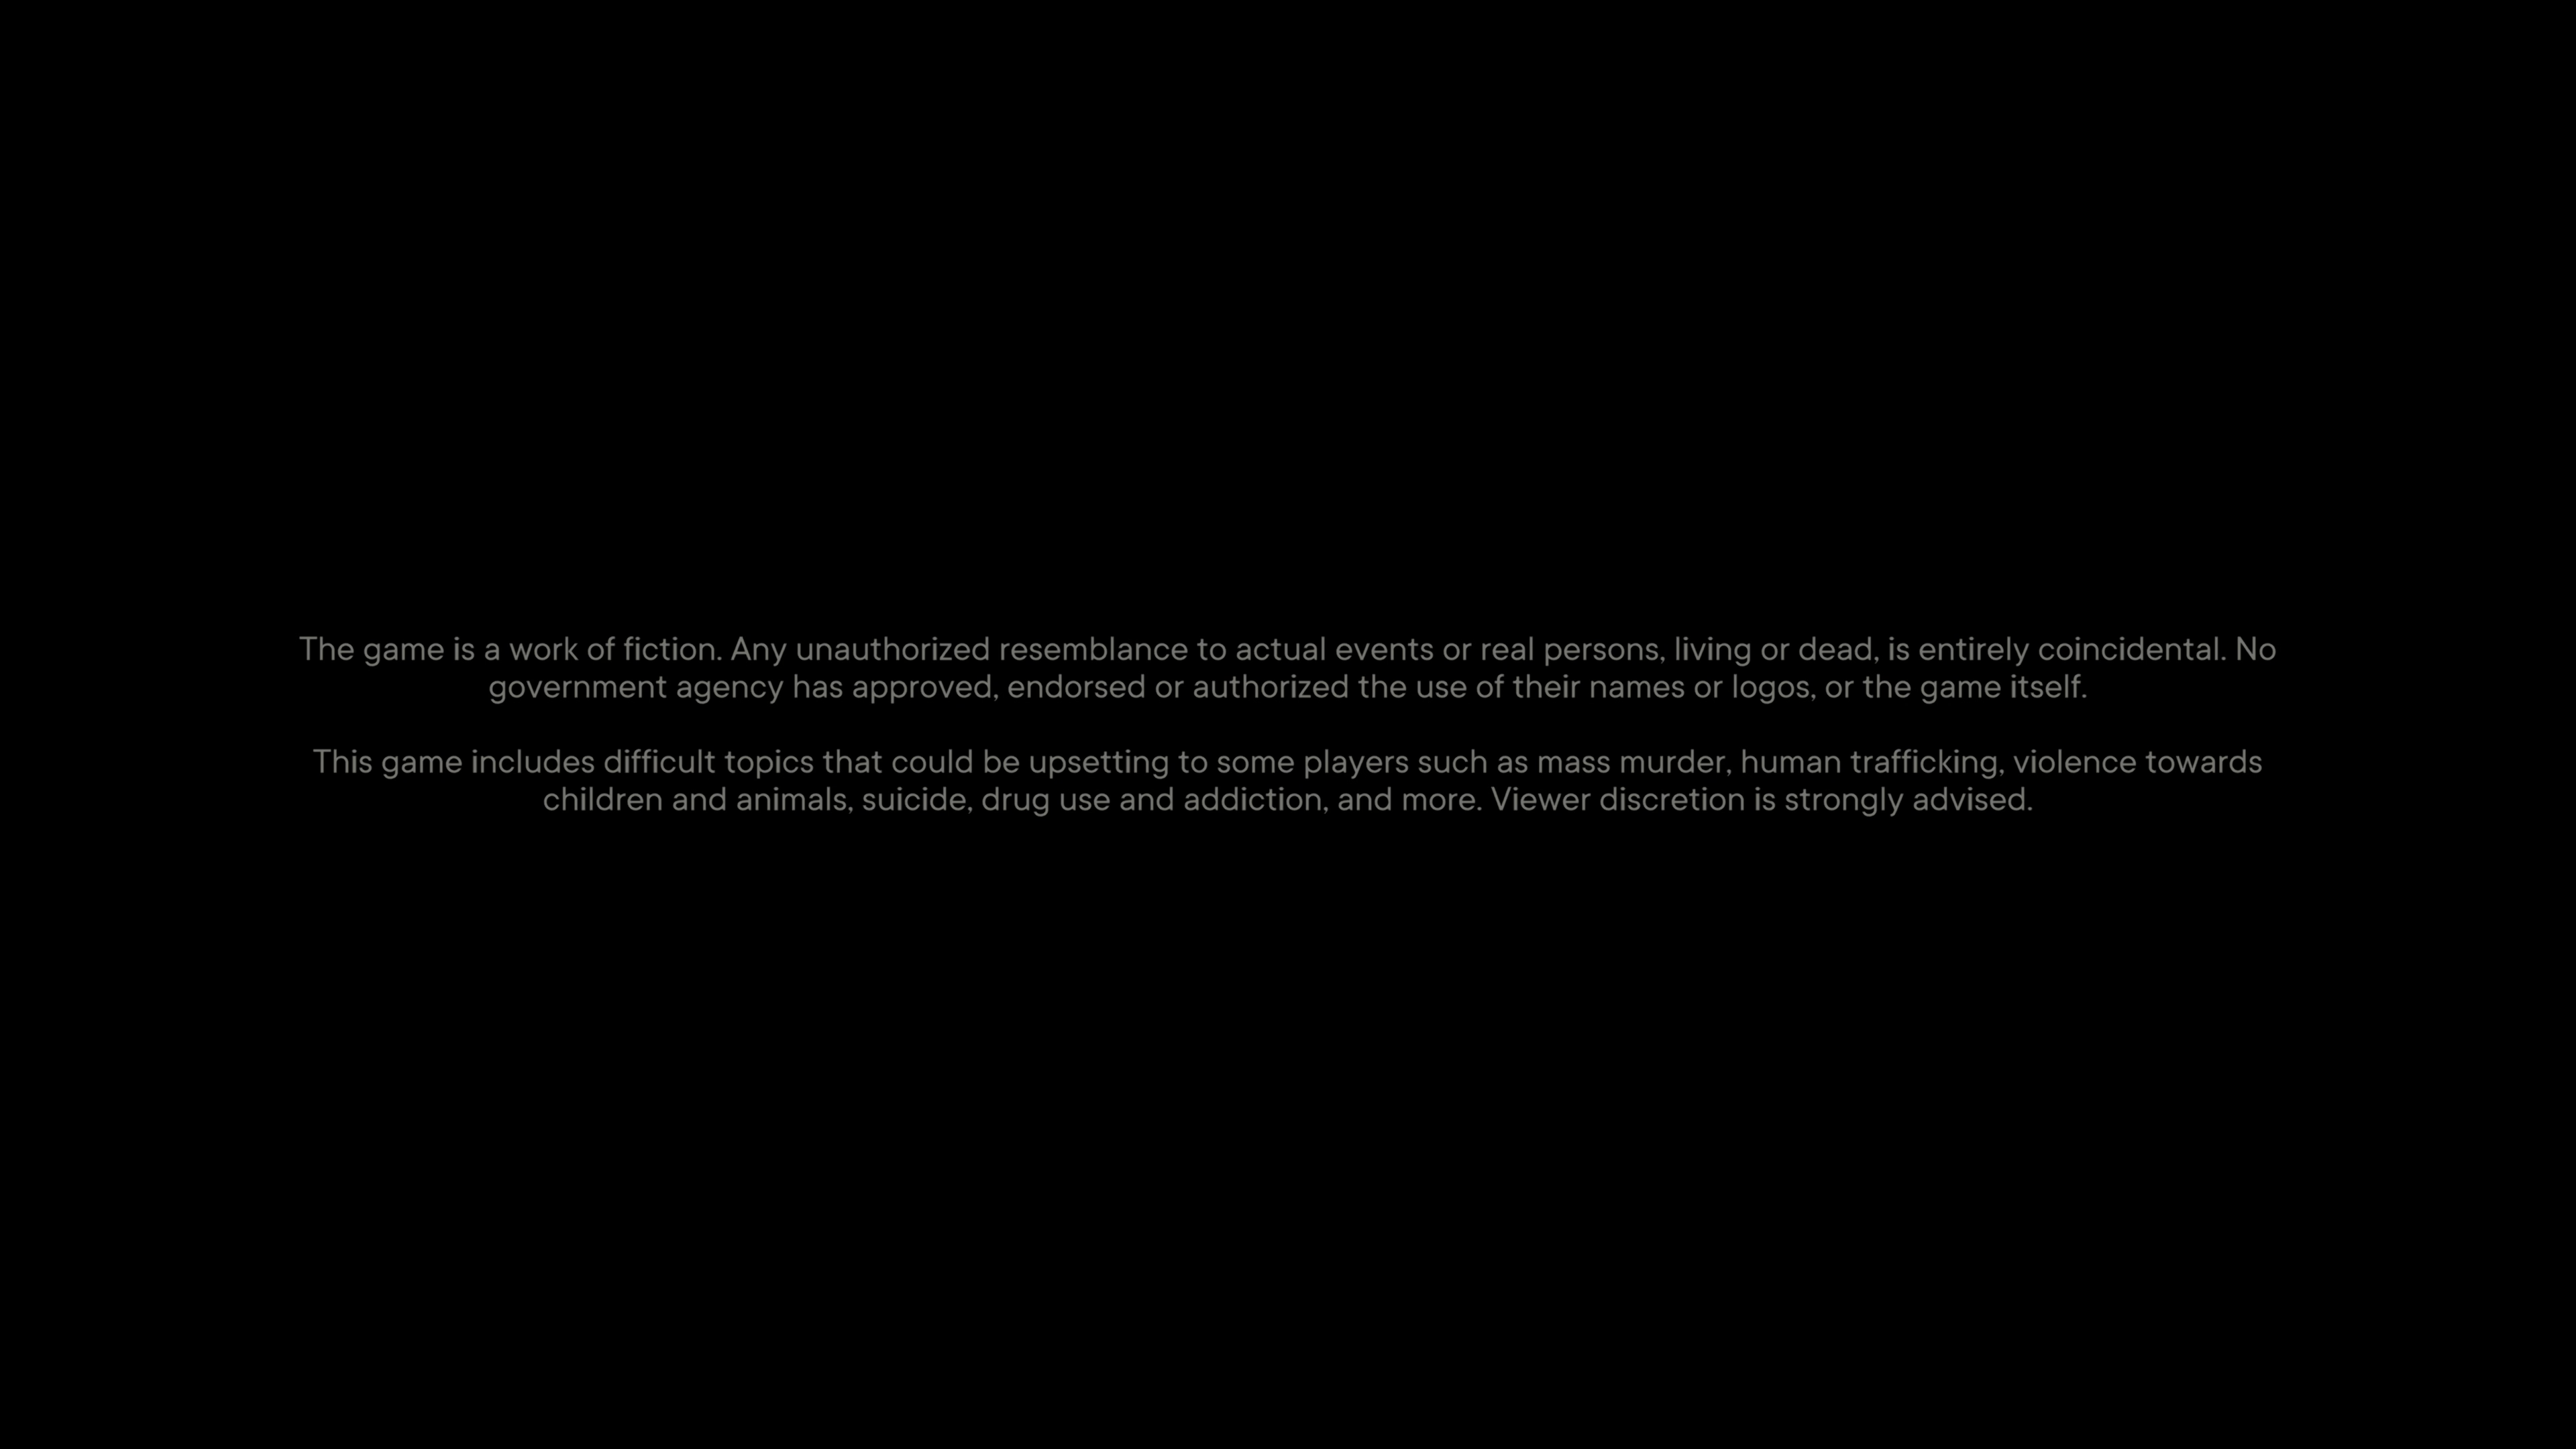 The game is a work of fiction. Any unauthorized resemblance to actual events or real persons, living or dead, is entirely coincidental. No
government agency has approved, endorsed or authorized the use of their names or logos, or the game itself.
This game includes difficult topics that could be upsetting to some players such as mass murder, human trafficking, violence towards
children and animals, suicide, drug use and addiction, and more. Viewer discretion is strongly advised.